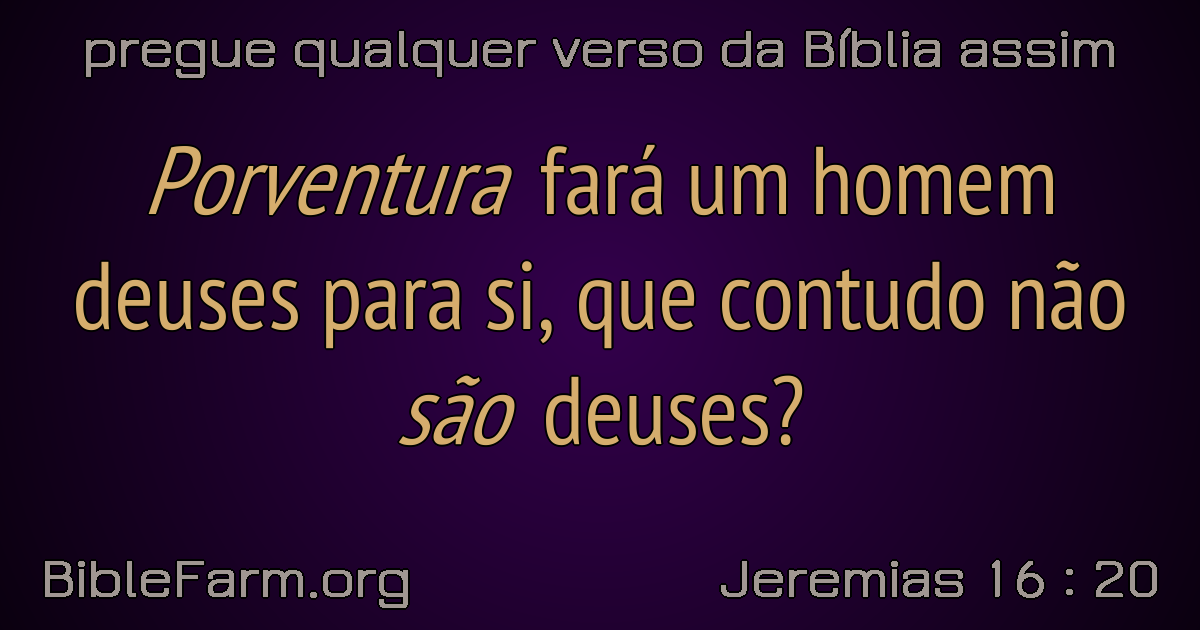 pregue qualquer verso da Bíblia assim
Porventura fará um homem
deuses para si, que contudo não
são deuses?
BibleFarm.org
Jeremias 16 : 20